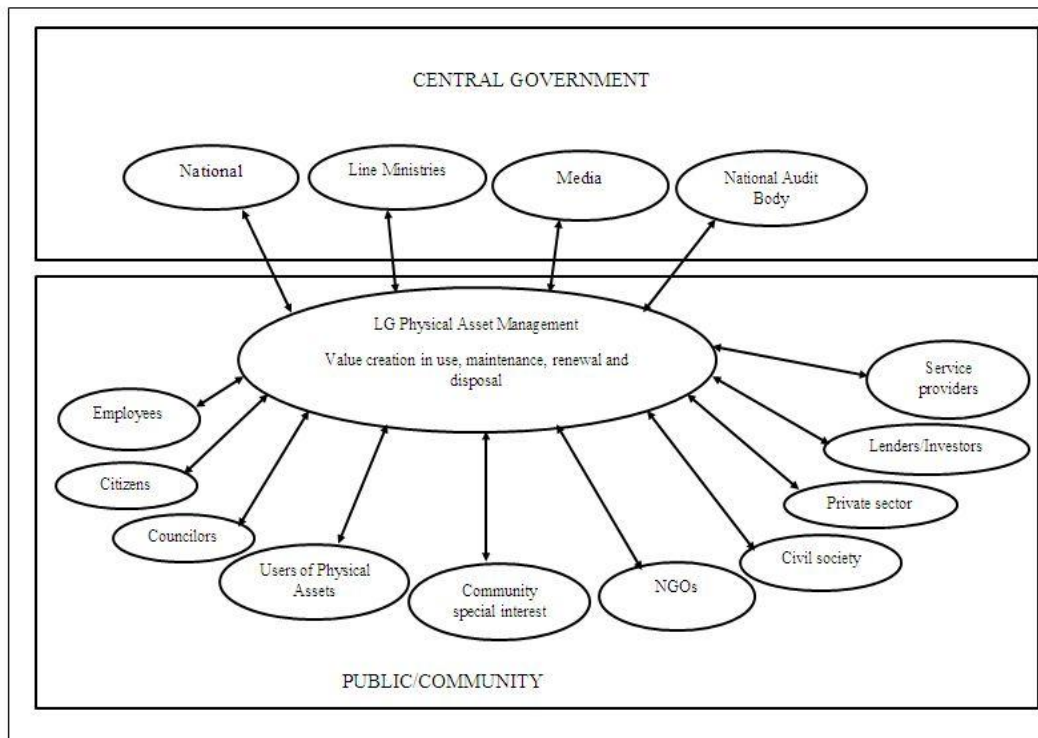 CENTRAL GOVERNMENT
National
Line Ministries
Media
National Audit
Body
LG Physical Asset Management
Value creation in use, maintenance, renewal and
disposal
Service
providers
Employees
Lenders/Investors
Citizens
Private sector
Councilors
Civil society
Users of Physical
Assets
Community
special interest
NGOs
PUBLIC/COMMUNITY